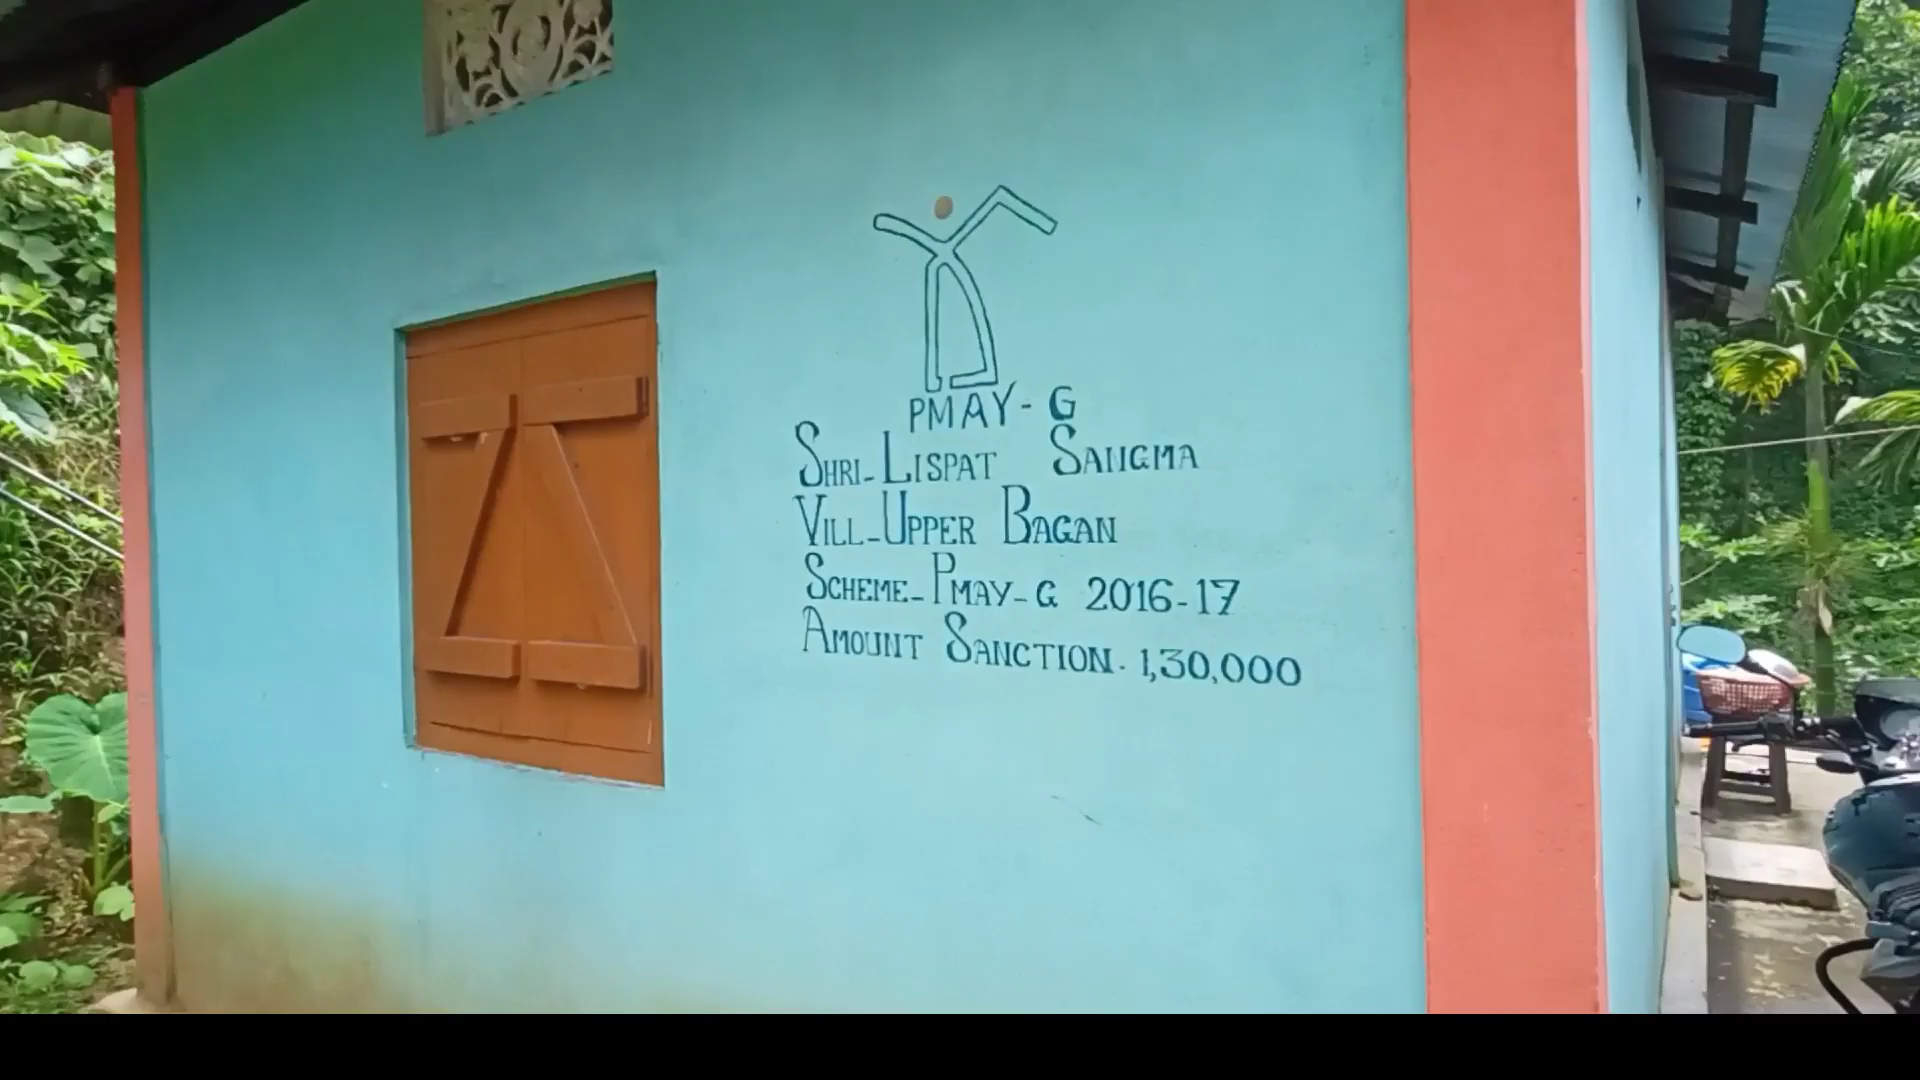 PMAY-G
SHRI-LISPAT SANGMA
VILL-UPPER BAGAN
SCHEME-PMAY-G 2016-17
AMOUNT SANCTION-1,30,000